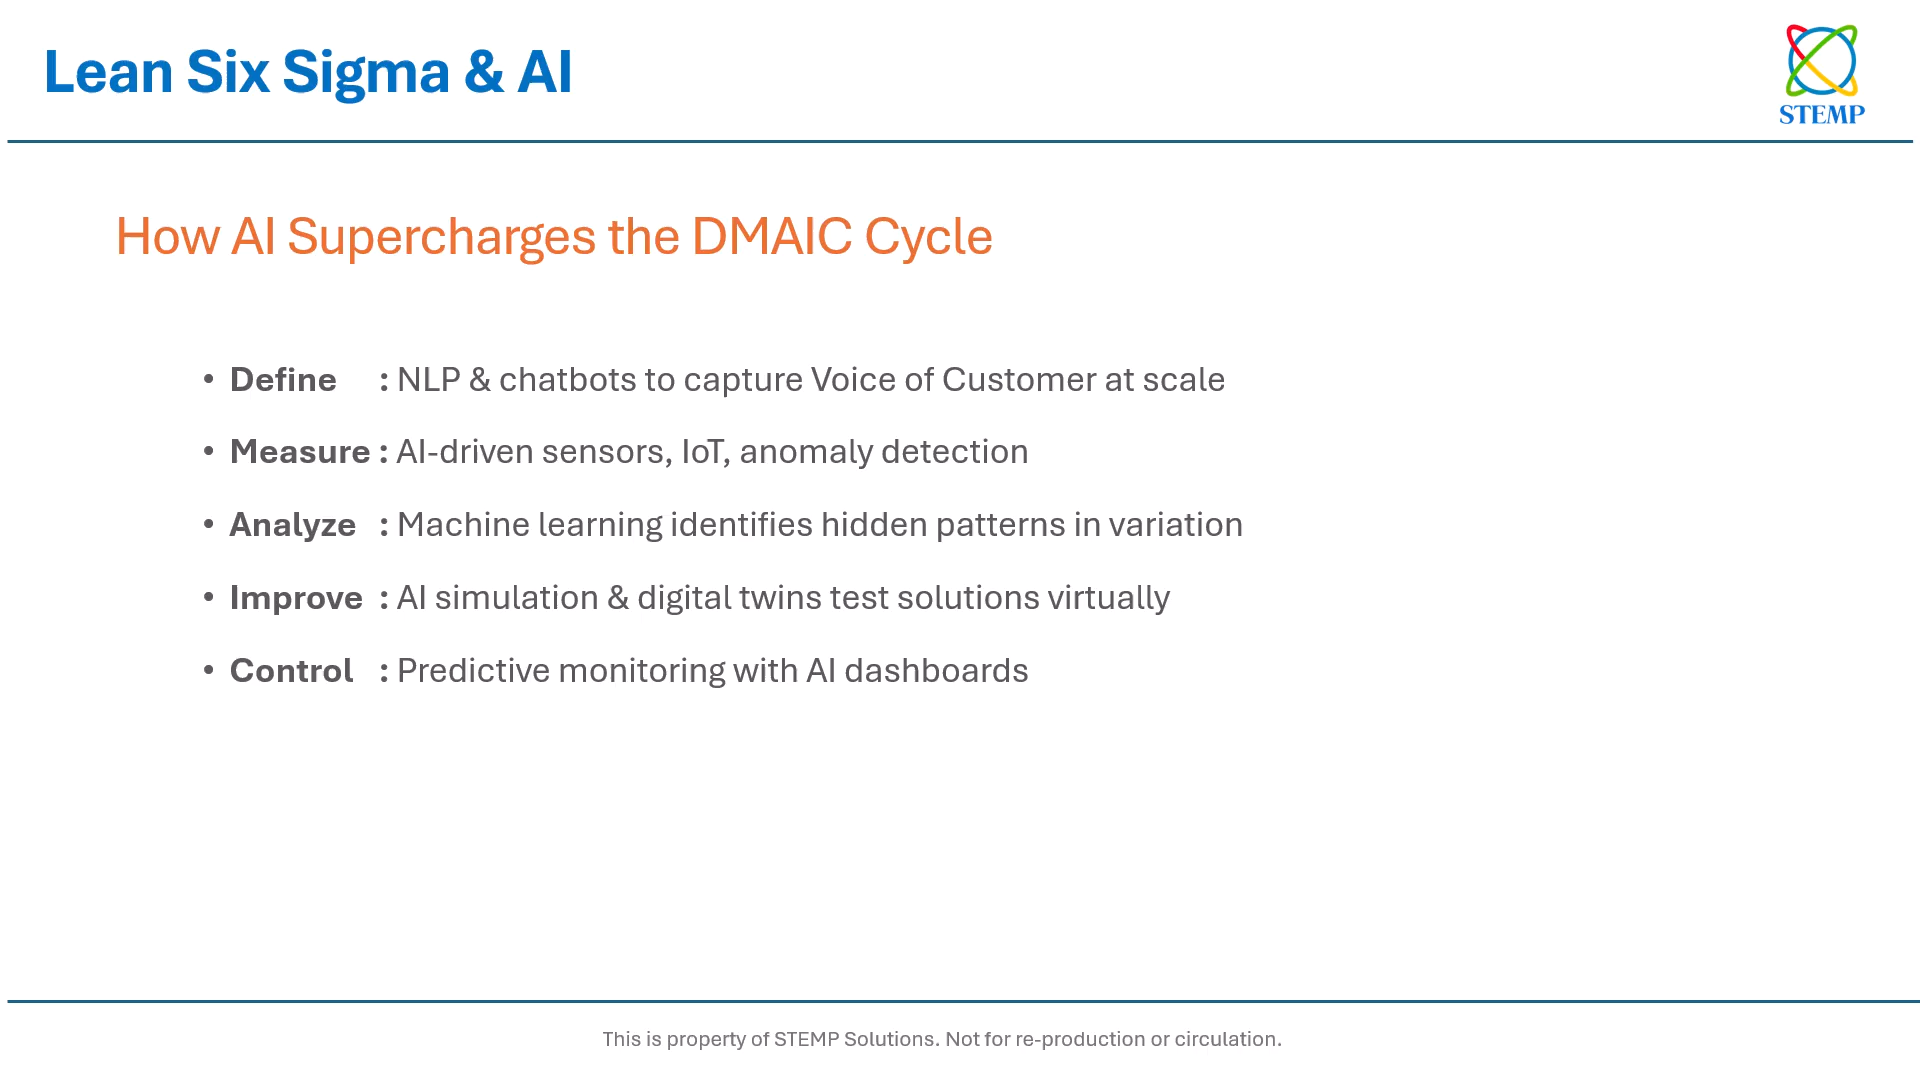 Lean Six Sigma & AI
STEMP
How AI Supercharges the DMAIC Cycle
• Define : NLP & chatbots to capture Voice of Customer at scale
• Measure : AI-driven sensors, IoT, anomaly detection
• Analyze : Machine learning identifies hidden patterns in variation
• Improve : AI simulation & digital twins test solutions virtually
• Control : Predictive monitoring with AI dashboards
This is property of STEMP Solutions. Not for re-production or circulation.